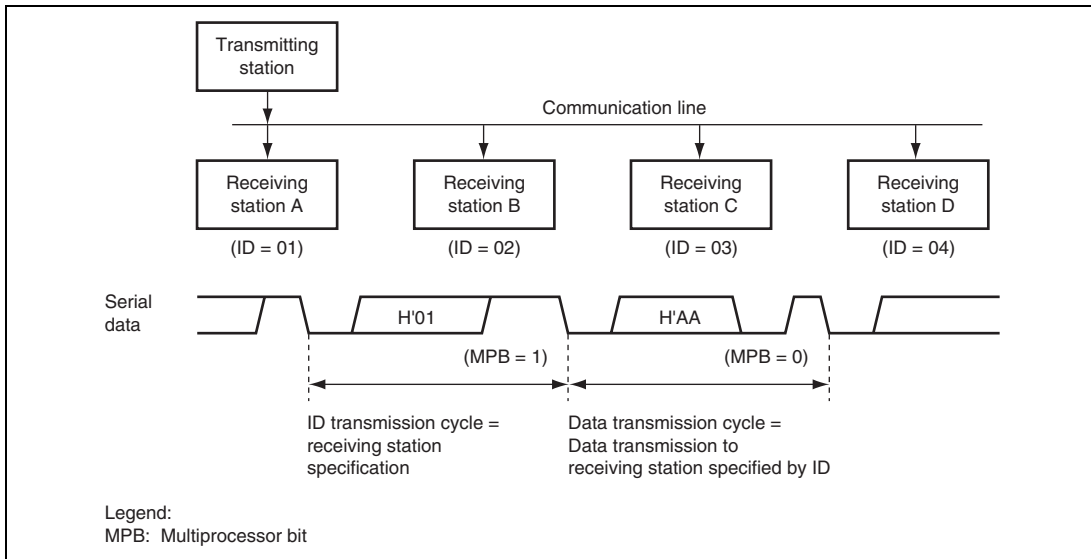 Transmitting
station
Communication line
Receiving
station A
Receiving
station B
Receiving
station C
Receiving
station D
(ID = 01)
(ID = 02)
(ID = 03)
(ID = 04)
Serial
data
H'01
H'AA
(MPB = 1)
(MPB = 0)
ID transmission cycle =
receiving station
specification
Data transmission cycle =
Data transmission to
receiving station specified by ID
Legend:
MPB: Multiprocessor bit